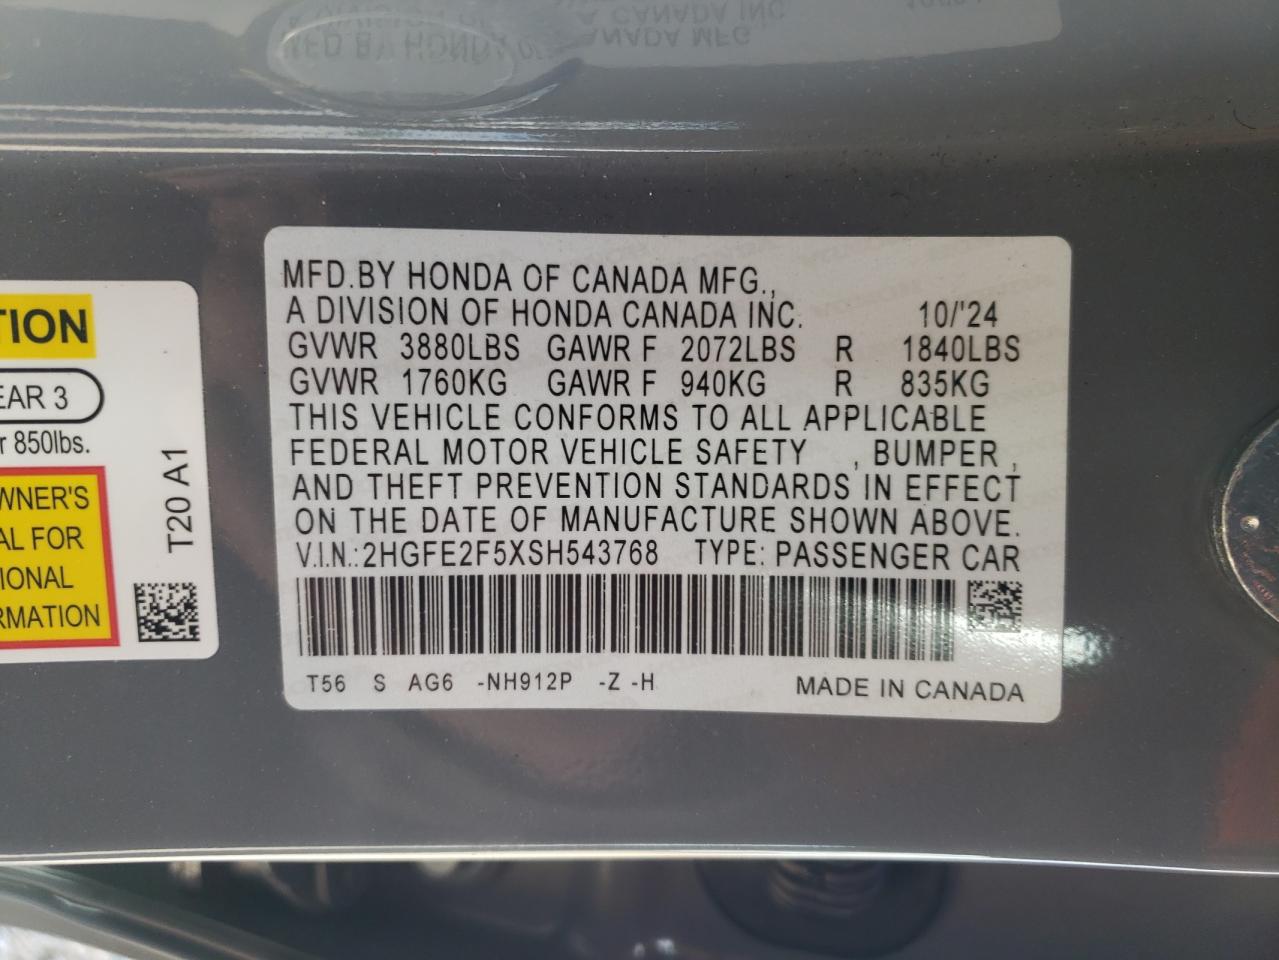 MFD.BY HONDA OF CANADA MFG.,
A DIVISION OF HONDA CANADA INC. 10/'24
GVWR 3880LBS GAWR F 2072LBS R 1840LBS
GVWR 1760KG GAWR F 940KG R 835KG
THIS VEHICLE CONFORMS TO ALL APPLICABLE
FEDERAL MOTOR VEHICLE SAFETY , BUMPER ,
AND THEFT PREVENTION STANDARDS IN EFFECT
ON THE DATE OF MANUFACTURE SHOWN ABOVE.
V.I.N.:2HGFE2F5XSH543768 TYPE: PASSENGER CAR
T56 S AG6 -NH912P -Z -H MADE IN CANADA
TION
EAR 3
r 850lbs.
WNER'S
AL FOR
IONAL
RMATION
T20 A1